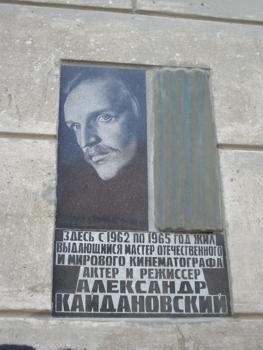 ЗДЕСЬ С 1962 ПО 1965 ГОД ЖИЛ
ВЫДАЮЩИЙСЯ МАСТЕР ОТЕЧЕСТВЕННОГО
И МИРОВОГО КИНЕМАТОГРАФА
АКТЕР И РЕЖИССЕР
АЛЕКСАНДР
КАЙДАНОВСКИЙ